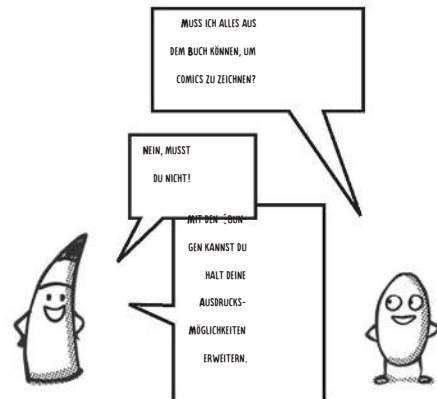 MUSS ICH ALLES AUS
DEM BUCH KÖNNEN, UM
COMICS ZU ZEICHNEN?
NEIN, MUSST
DU NICHT!
MIT DEN
GEN KANNST DU
HALT DEINE
AUSDRUCKS-
MÖGLICHKEITEN
ERWEITERN.